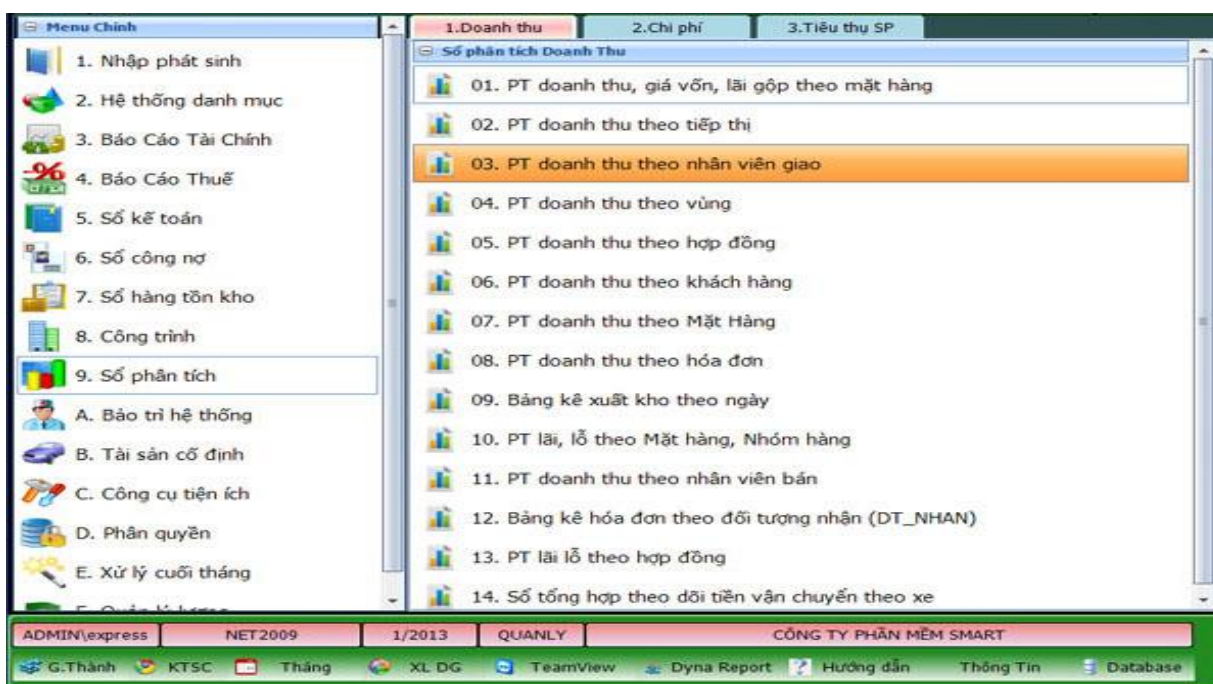 Menu Chính
1. Nhập phát sinh
2. Hệ thống danh mục
3. Báo Cáo Tài Chính
4. Báo Cáo Thuế
5. Sổ kế toán
6. Sổ công nợ
7. Sổ hàng tồn kho
8. Công trình
9. Sổ phân tích
A. Bảo trì hệ thống
B. Tài sản cố định
C. Công cụ tiện ích
D. Phân quyền
E. Xử lý cuối tháng
1.Doanh thu 2.Chi phí 3.Tiêu thụ SP
Sổ phân tích Doanh Thu
01. PT doanh thu, giá vốn, lãi gộp theo mặt hàng
02. PT doanh thu theo tiếp thị
03. PT doanh thu theo nhân viên giao
04. PT doanh thu theo vùng
05. PT doanh thu theo hợp đồng
06. PT doanh thu theo khách hàng
07. PT doanh thu theo Mặt Hàng
08. PT doanh thu theo hóa đơn
09. Bảng kê xuất kho theo ngày
10. PT lãi, lỗ theo Mặt hàng, Nhóm hàng
11. PT doanh thu theo nhân viên bán
12. Bảng kê hóa đơn theo đối tượng nhận (DT_NHAN)
13. PT lãi lỗ theo hợp đồng
14. Sổ tổng hợp theo dõi tiền vận chuyển theo xe
ADMIN\express NET2009 1/2013 QUANLY CÔNG TY PHẦN MỀM SMART
G.Thành KTSC Tháng XL DG TeamView Dyna Report Hướng dẫn Thông Tin Database